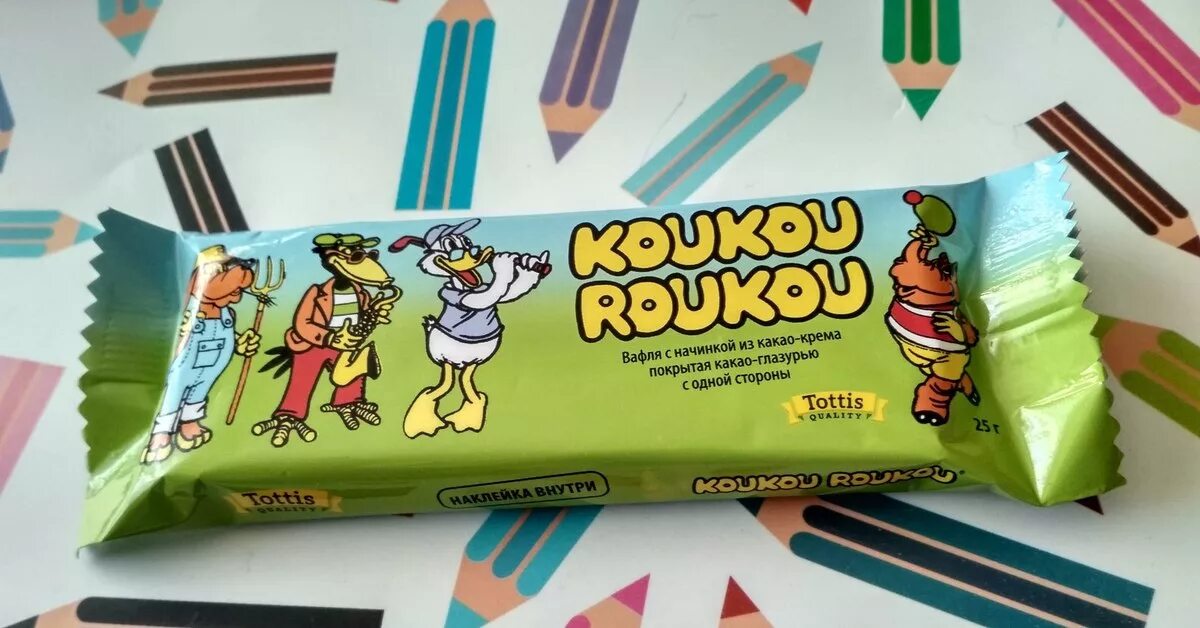 KOUKOU
ROUKOU
Вафля с начинкой из какао-крема
покрытая какао-глазурью
с одной стороны
Tottis
QUALITY
25 г
Tottis
QUALITY
НАКЛЕЙКА ВНУТРИ
KOUKOU ROUKOU®